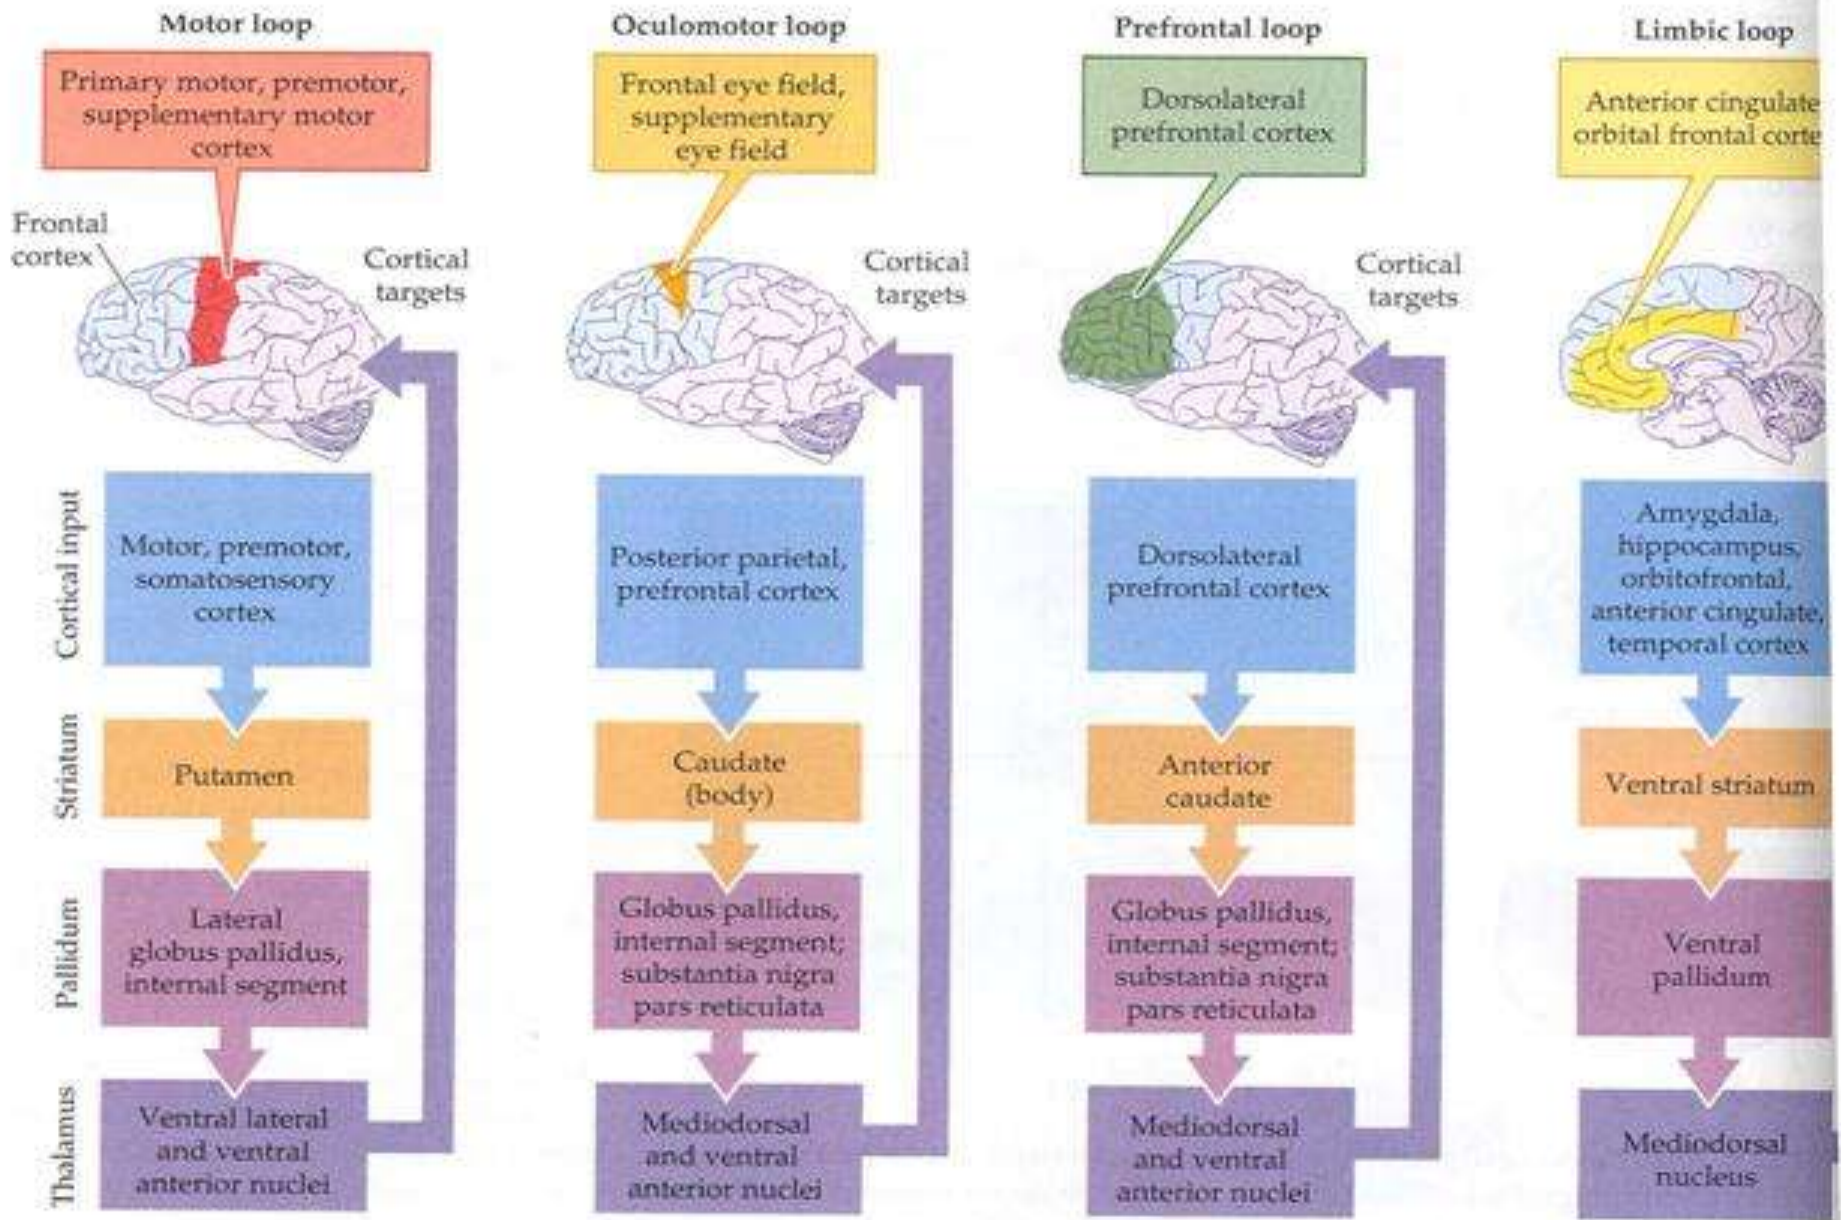 Motor loop
Primary motor, premotor,
supplementary motor
cortex
Frontal
cortex
Cortical
targets
Oculomotor loop
Frontal eye field,
supplementary
eye field
Cortical
targets
Prefrontal loop
Dorsolateral
prefrontal cortex
Cortical
targets
Limbic loop
Anterior cingulate
orbital frontal corte
Cortical input
Motor, premotor,
somatosensory
cortex
Posterior parietal,
prefrontal cortex
Dorsolateral
prefrontal cortex
Amygdala,
hippocampus,
orbitofrontal,
anterior cingulate,
temporal cortex
Striatum
Putamen
Caudate
(body)
Anterior
caudate
Ventral striatum
Pallidum
Lateral
globus pallidus,
internal segment
Globus pallidus,
internal segment;
substantia nigra
pars reticulata
Globus pallidus,
internal segment;
substantia nigra
pars reticulata
Ventral
pallidum
Thalamus
Ventral lateral
and ventral
anterior nuclei
Mediodorsal
and ventral
anterior nuclei
Mediodorsal
and ventral
anterior nuclei
Mediodorsal
nucleus